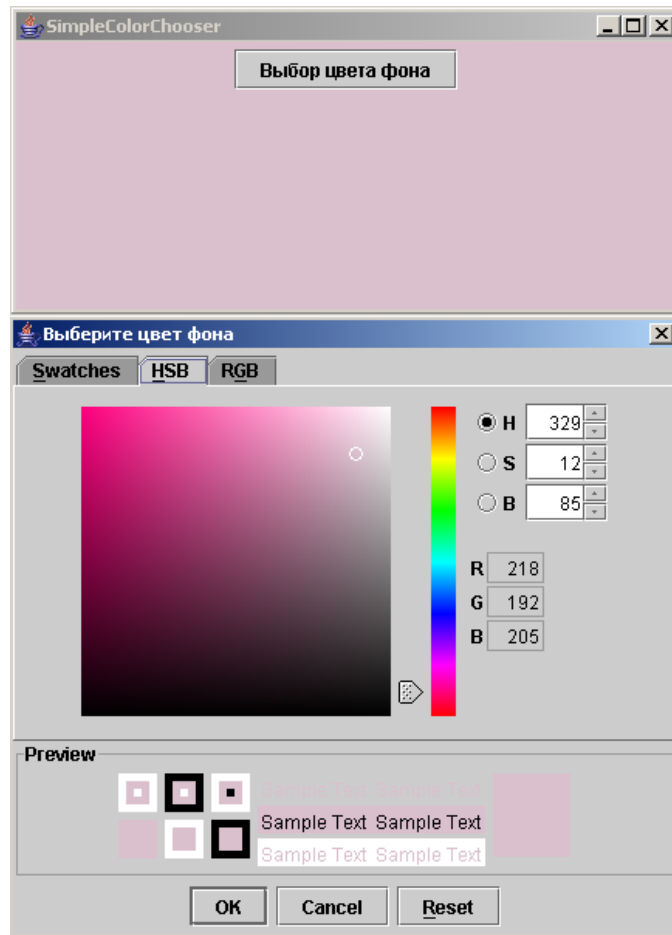 SimpleColorChooser
Выбор цвета фона
Выберите цвет фона
Swatches HSB RGB
H 329
S 12
B 85
R 218
G 192
B 205
Preview
Sample Text Sample Text
Sample Text Sample Text
Sample Text Sample Text
OK Cancel Reset